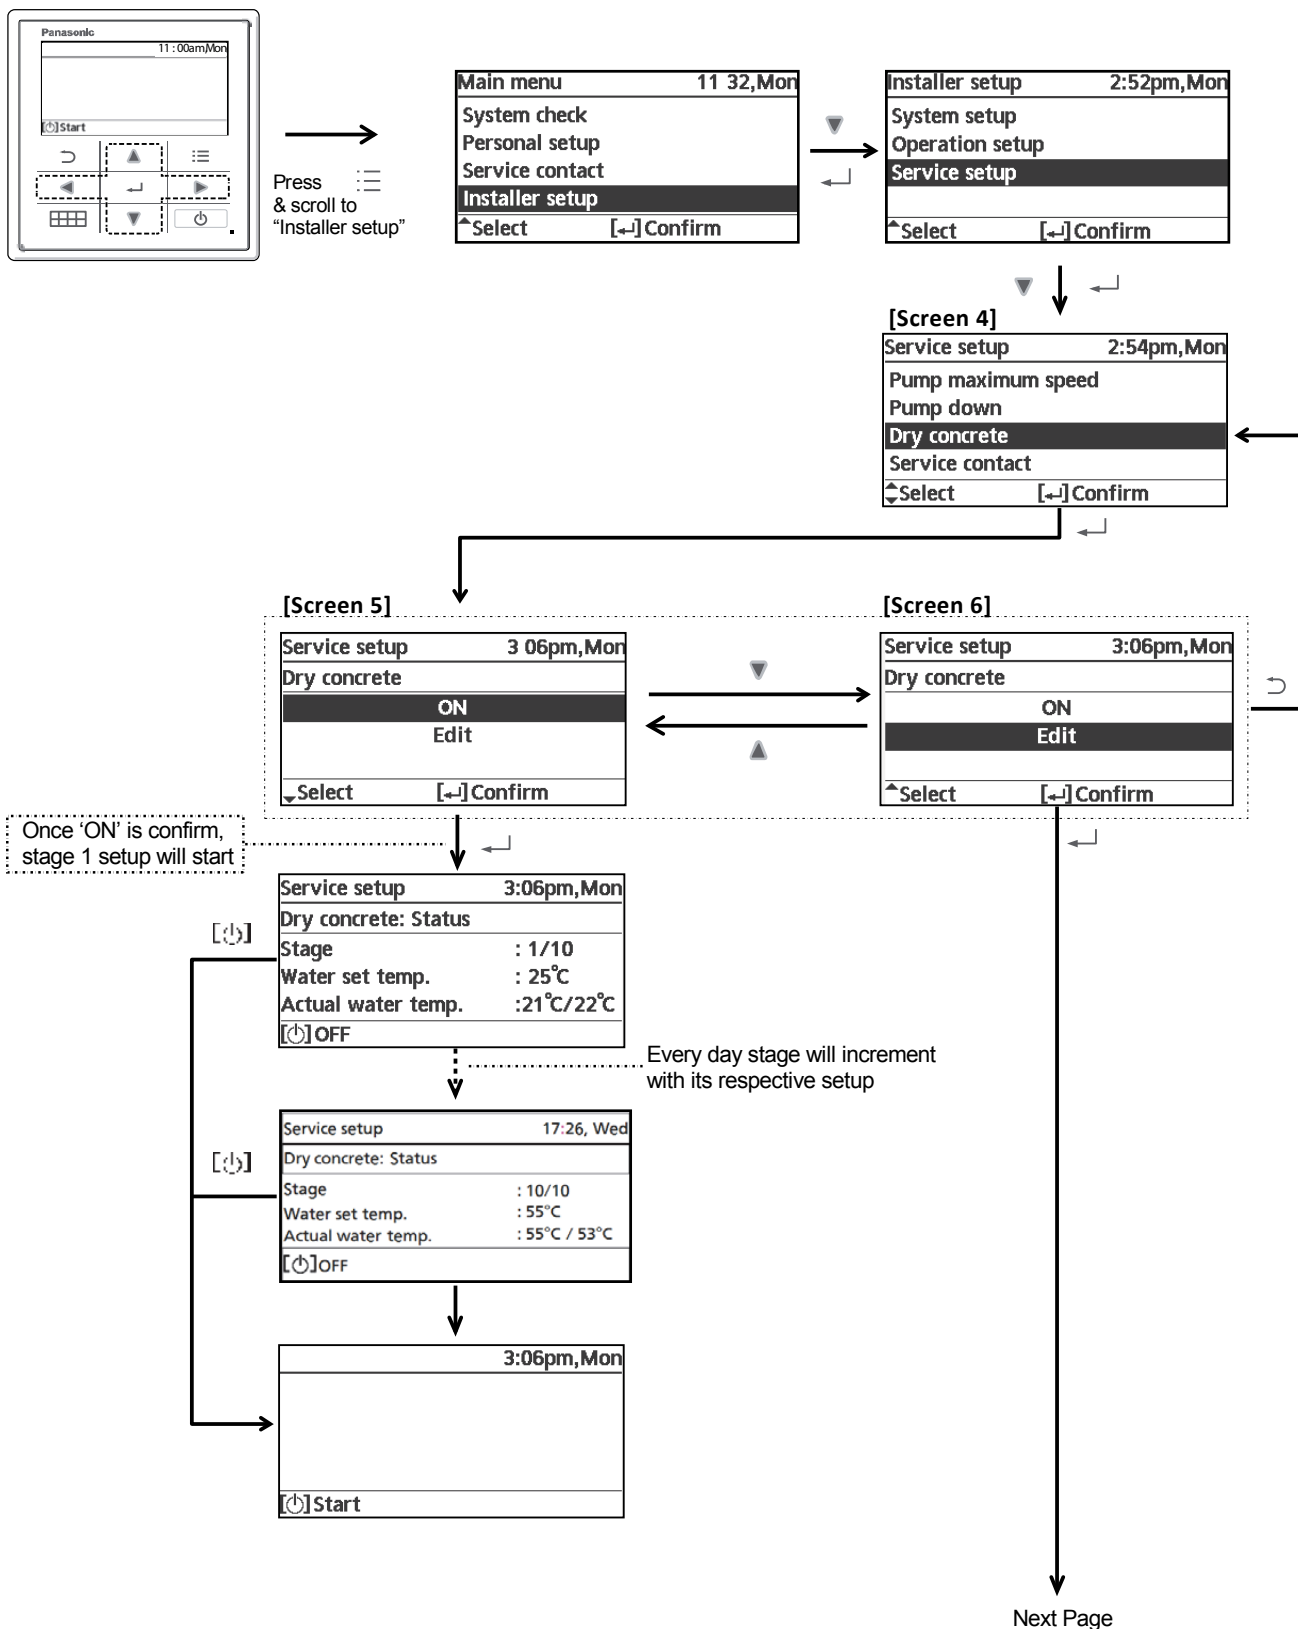 Panasonic
11 : 00am,Mon
[⏻]Start
Press
& scroll to
“Installer setup”
Main menu 11 32,Mon
System check
Personal setup
Service contact
Installer setup
Select [↵]Confirm
Installer setup 2:52pm,Mon
System setup
Operation setup
Service setup
Select [↵]Confirm
[Screen 4]
Service setup 2:54pm,Mon
Pump maximum speed
Pump down
Dry concrete
Service contact
Select [↵]Confirm
[Screen 5]
Service setup 3 06pm,Mon
Dry concrete
ON
Edit
Select [↵]Confirm
[Screen 6]
Service setup 3:06pm,Mon
Dry concrete
ON
Edit
Select [↵]Confirm
Once ‘ON’ is confirm,
stage 1 setup will start
Service setup 3:06pm,Mon
Dry concrete: Status
Stage : 1/10
Water set temp. : 25°C
Actual water temp. :21°C/22°C
[⏻]OFF
[⏻]
Every day stage will increment
with its respective setup
Service setup 17:26, Wed
Dry concrete: Status
Stage : 10/10
Water set temp. : 55°C
Actual water temp. : 55°C / 53°C
[⏻]OFF
[⏻]
3:06pm,Mon
[⏻]Start
Next Page